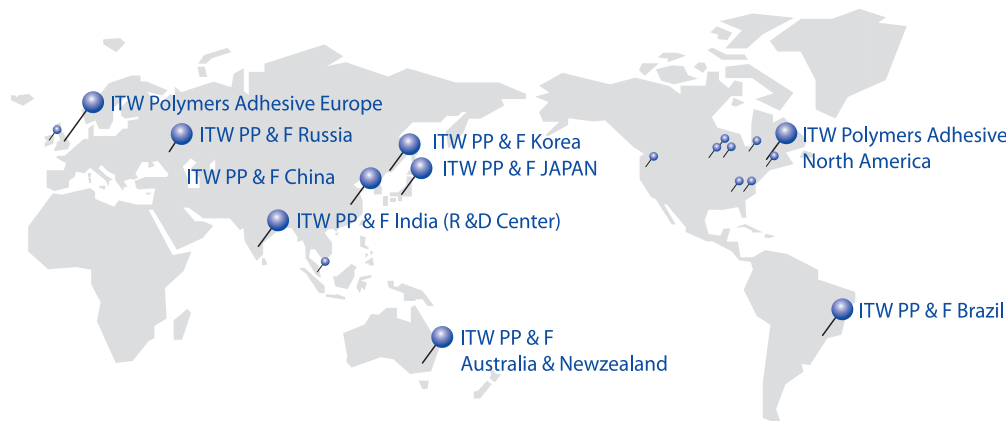 ITW Polymers Adhesive Europe
ITW PP & F Russia
ITW PP & F Korea
ITW Polymers Adhesive
North America
ITW PP & F JAPAN
ITW PP & F China
ITW PP & F India (R &D Center)
ITW PP & F Brazil
ITW PP & F
Australia & Newzealand